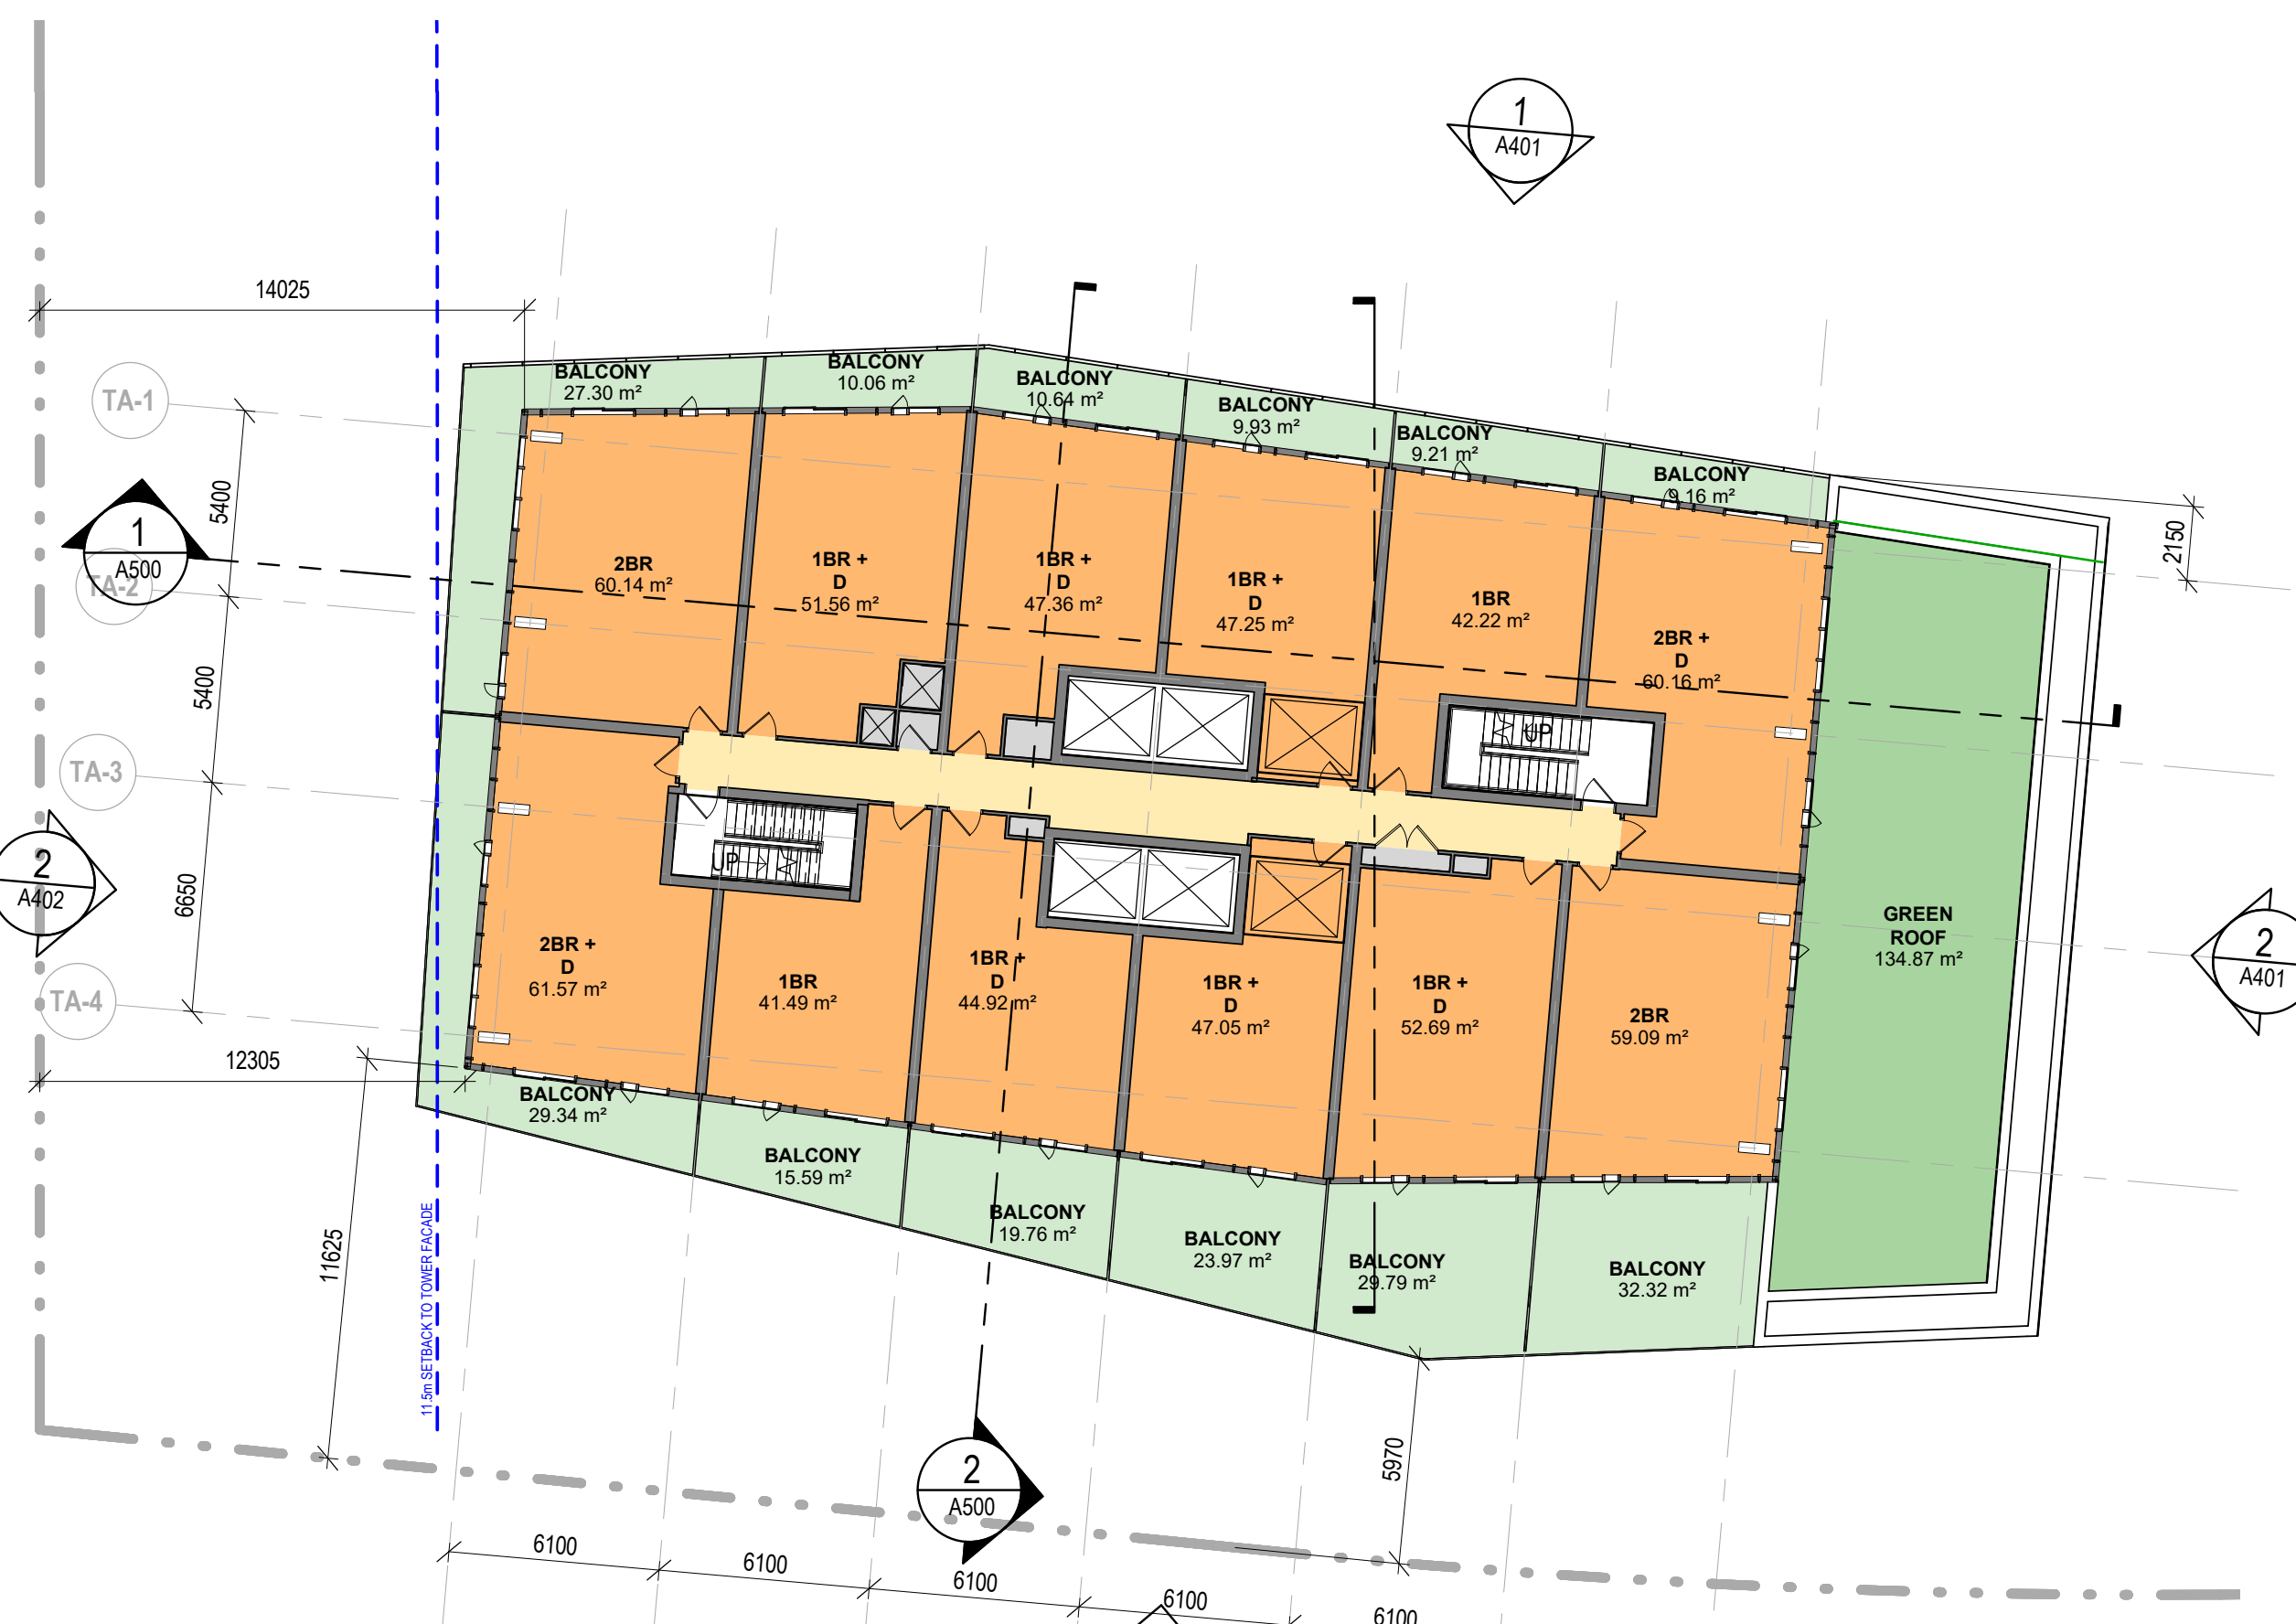 1
A401
14025
BALCONY
27.30 m²
BALCONY
10.06 m²
BALCONY
10.64 m²
BALCONY
9.93 m²
BALCONY
9.21 m²
BALCONY
9.16 m²
TA-1
5400
2150
1
A500
TA-2
2BR
60.14 m²
1BR +
D
51.56 m²
1BR +
D
47.36 m²
1BR +
D
47.25 m²
1BR
42.22 m²
2BR +
D
60.16 m²
5400
UP
TA-3
2
A402
6650
UP
TA-4
2BR +
D
61.57 m²
1BR
41.49 m²
1BR +
D
44.92 m²
1BR +
D
47.05 m²
1BR +
D
52.69 m²
2BR
59.09 m²
GREEN
ROOF
134.87 m²
2
A401
12305
BALCONY
29.34 m²
BALCONY
15.59 m²
BALCONY
19.76 m²
BALCONY
23.97 m²
BALCONY
29.79 m²
BALCONY
32.32 m²
11625
11.5m SETBACK TO TOWER FACADE
5970
2
A500
6100
6100
6100
6100
6100